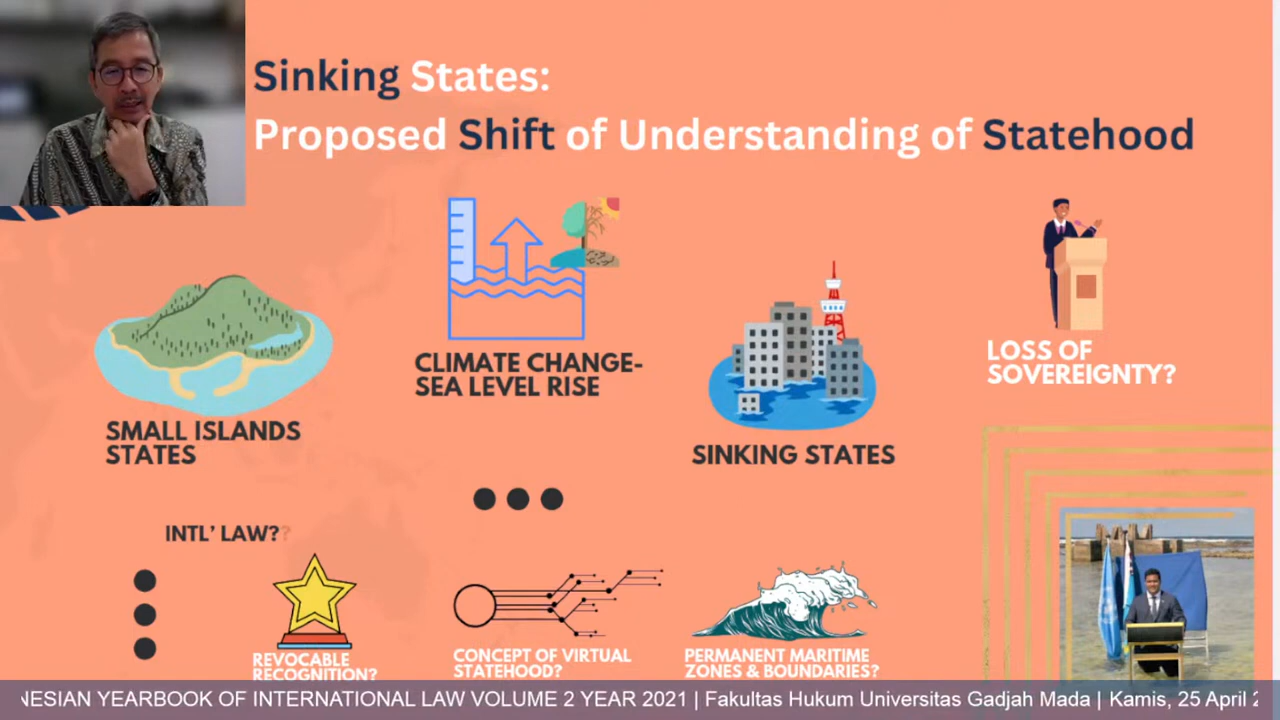 Sinking States:
Proposed Shift of Understanding of Statehood
CLIMATE CHANGE-
SEA LEVEL RISE
LOSS OF
SOVEREIGNTY?
SMALL ISLANDS
STATES
SINKING STATES
INTL' LAW??
REVOCABLE
RECOGNITION?
CONCEPT OF VIRTUAL
STATEHOOD?
PERMANENT MARITIME
ZONES & BOUNDARIES?
NESIAN YEARBOOK OF INTERNATIONAL LAW VOLUME 2 YEAR 2021 | Fakultas Hukum Universitas Gadjah Mada | Kamis, 25 April 2